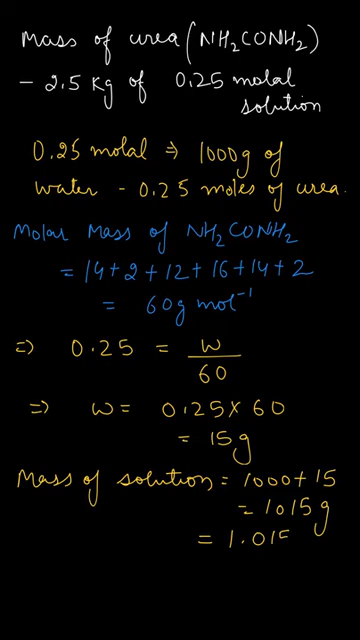 Mass of urea (NH₂CONH₂)
- 2.5 kg of 0.25 molal
solution
0.25 molal ⇒ 1000g of
water - 0.25 moles of urea.
Molar Mass of NH₂CONH₂
= 14+2+12+16+14+2
= 60g mol⁻¹
⇒ 0.25 = W/60
⇒ W= 0.25×60
= 15g
Mass of solution = 1000+15
= 1015g
= 1.015